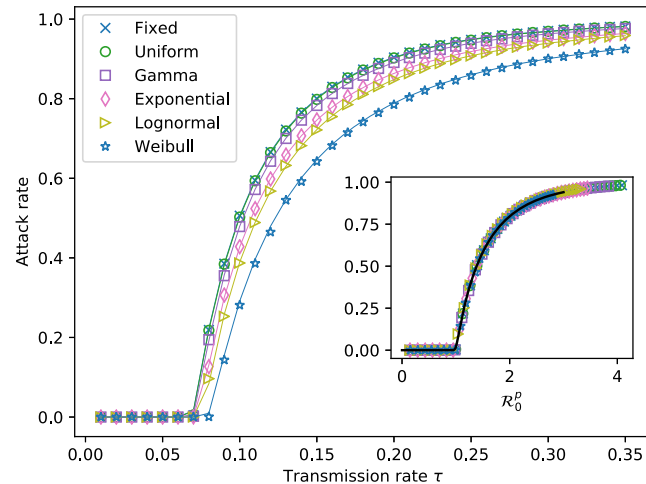 Fixed
Uniform
Gamma
Exponential
Lognormal
Weibull
Attack rate
1.0
0.8
0.6
0.4
0.2
0.0
0.00 0.05 0.10 0.15 0.20 0.25 0.30 0.35
Transmission rate τ
1.00
0.75
0.50
0.25
0.00
0 2 4
ℛ₀ᵖ